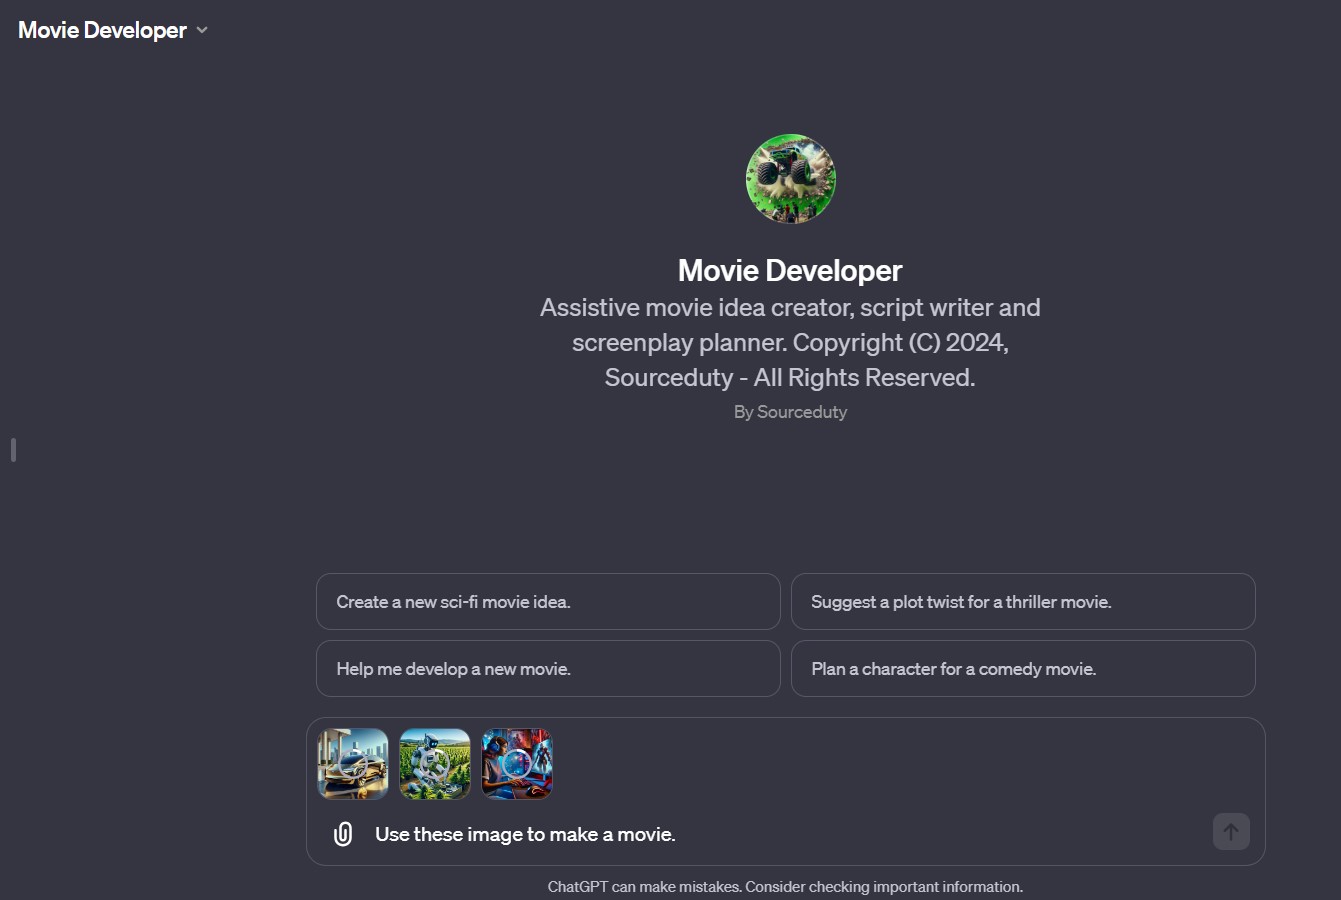 Movie Developer
Movie Developer
Assistive movie idea creator, script writer and
screenplay planner. Copyright (C) 2024,
Sourceduty - All Rights Reserved.
By Sourceduty
Create a new sci-fi movie idea.
Suggest a plot twist for a thriller movie.
Help me develop a new movie.
Plan a character for a comedy movie.
Use these image to make a movie.
ChatGPT can make mistakes. Consider checking important information.